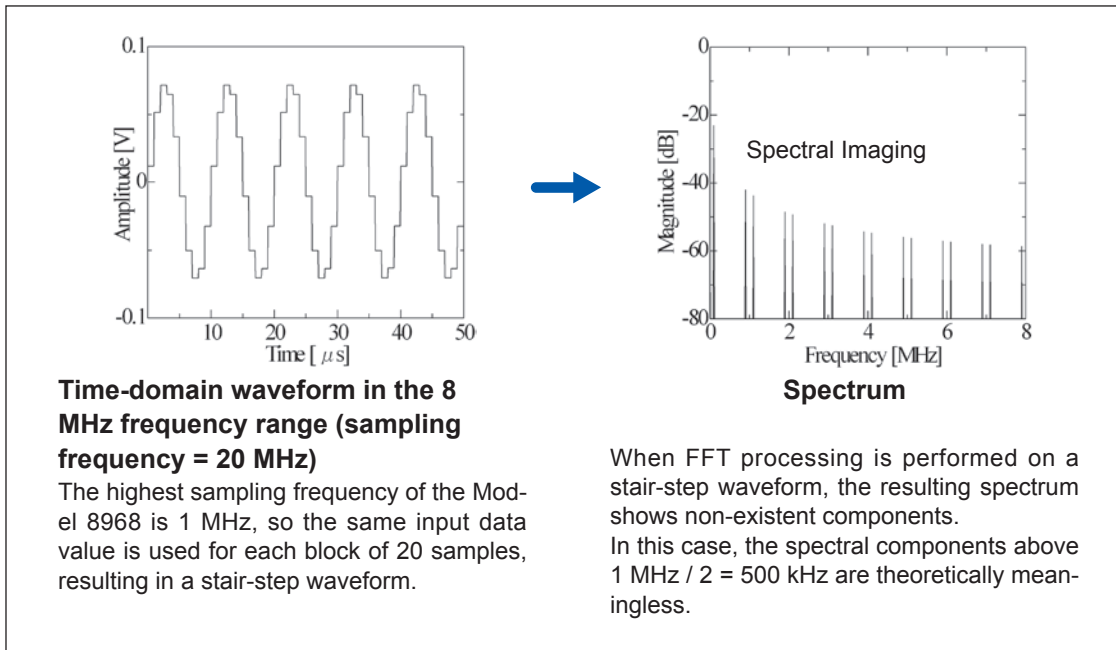 0.1
0
-0.1
Amplitude [V]
10
20
30
40
50
Time [ μs]
Time-domain waveform in the 8
MHz frequency range (sampling
frequency = 20 MHz)
The highest sampling frequency of the Mod-
el 8968 is 1 MHz, so the same input data
value is used for each block of 20 samples,
resulting in a stair-step waveform.
0
-20
-40
-60
-80
Magnitude [dB]
Spectral Imaging
0
2
4
6
8
Frequency [MHz]
Spectrum
When FFT processing is performed on a
stair-step waveform, the resulting spectrum
shows non-existent components.
In this case, the spectral components above
1 MHz / 2 = 500 kHz are theoretically mean-
ingless.